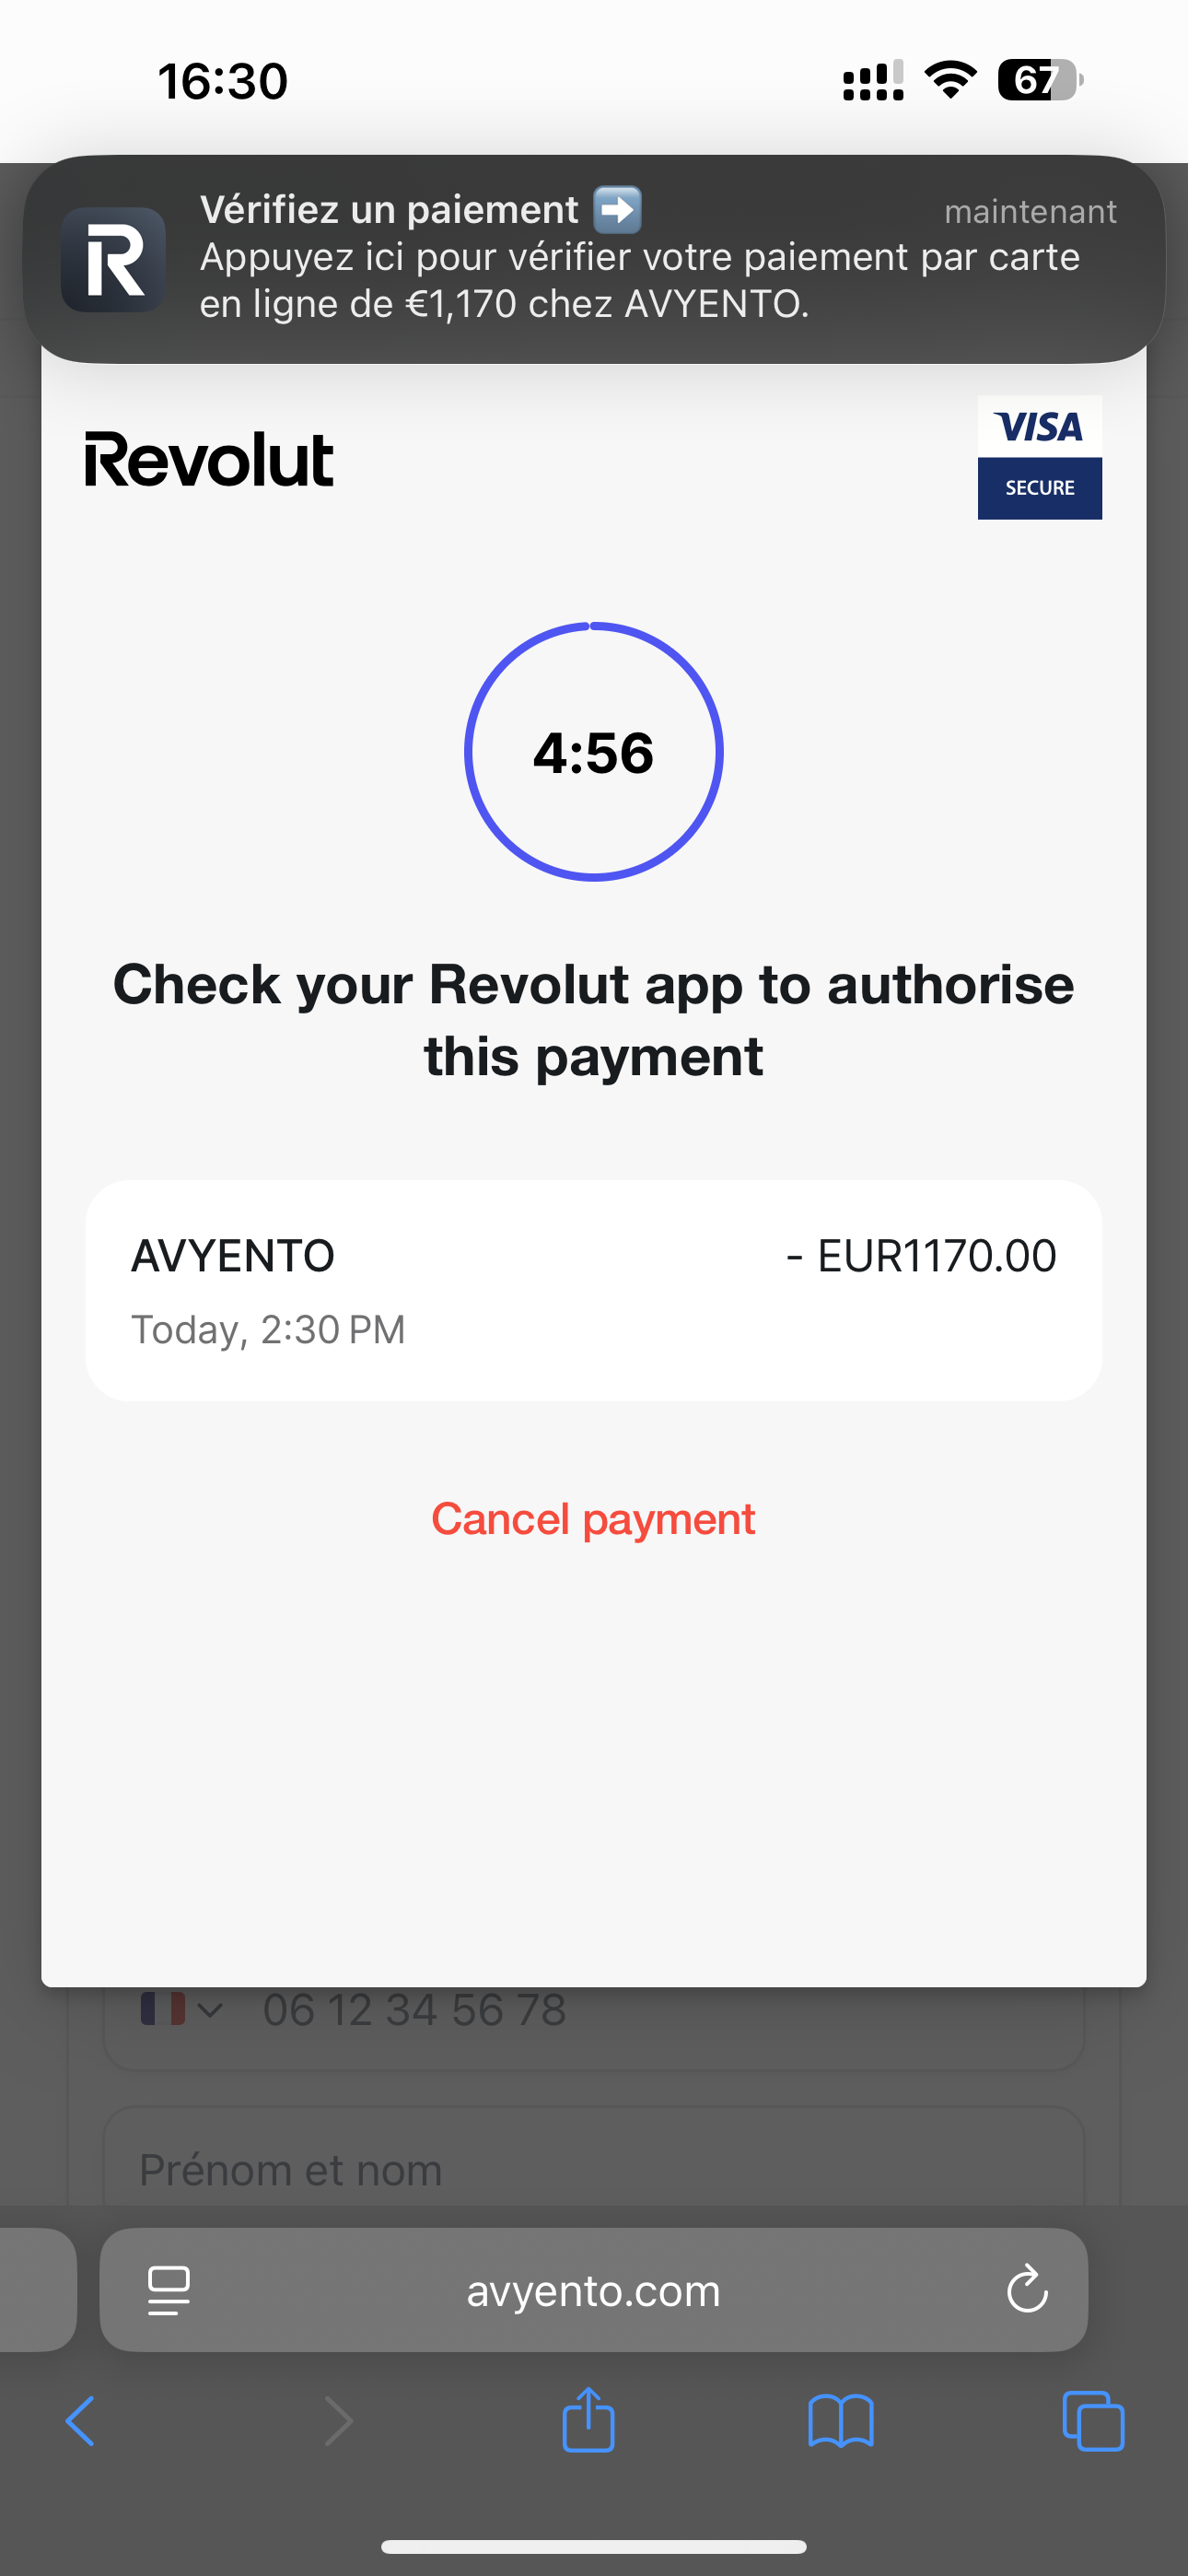 16:30
67
Vérifiez un paiement ➡️ maintenant
Appuyez ici pour vérifier votre paiement par carte
en ligne de €1,170 chez AVYENTO.
Revolut
VISA
SECURE
4:56
Check your Revolut app to authorise
this payment
AVYENTO - EUR1170.00
Today, 2:30 PM
Cancel payment
06 12 34 56 78
Prénom et nom
avyento.com